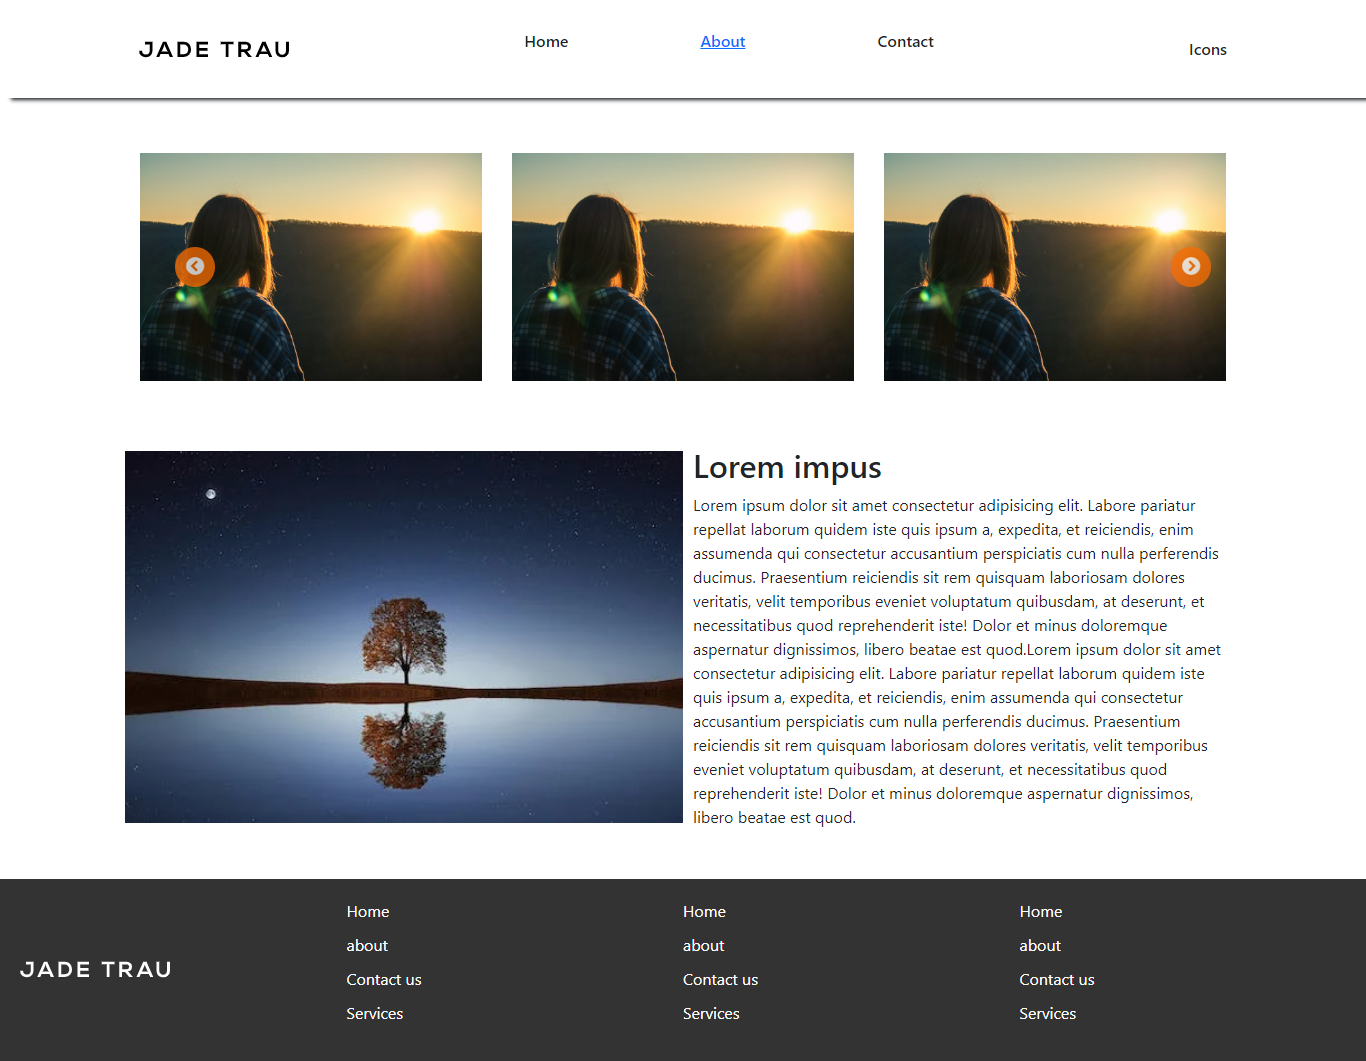 JADE TRAU
Home
About
Contact
Icons
Lorem impus
Lorem ipsum dolor sit amet consectetur adipisicing elit. Labore pariatur
repellat laborum quidem iste quis ipsum a, expedita, et reiciendis, enim
assumenda qui consectetur accusantium perspiciatis cum nulla perferendis
ducimus. Praesentium reiciendis sit rem quisquam laboriosam dolores
veritatis, velit temporibus eveniet voluptatum quibusdam, at deserunt, et
necessitatibus quod reprehenderit iste! Dolor et minus doloremque
aspernatur dignissimos, libero beatae est quod.Lorem ipsum dolor sit amet
consectetur adipisicing elit. Labore pariatur repellat laborum quidem iste
quis ipsum a, expedita, et reiciendis, enim assumenda qui consectetur
accusantium perspiciatis cum nulla perferendis ducimus. Praesentium
reiciendis sit rem quisquam laboriosam dolores veritatis, velit temporibus
eveniet voluptatum quibusdam, at deserunt, et necessitatibus quod
reprehenderit iste! Dolor et minus doloremque aspernatur dignissimos,
libero beatae est quod.
JADE TRAU
Home
about
Contact us
Services
Home
about
Contact us
Services
Home
about
Contact us
Services